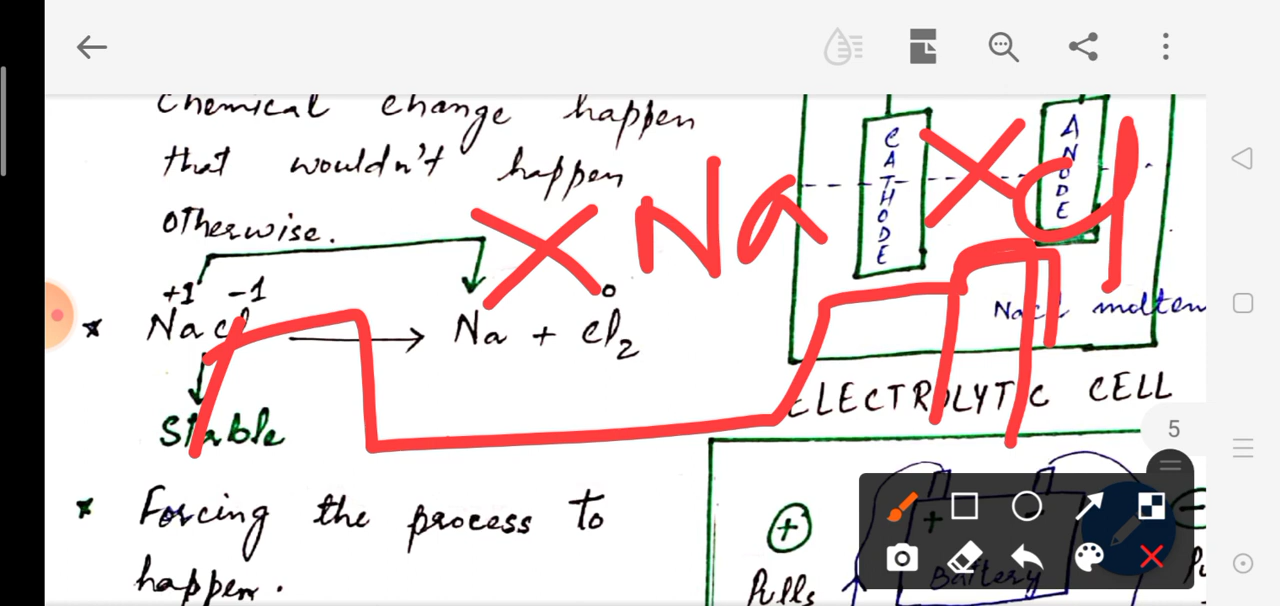 chemical change happen
that wouldn't happen
otherwise.
+1 -1
Nacl → Na + cl2
o
Stable
* Forcing the process to
happen.
X Na X Cl
CATHODE
ANODE
Nacl molten
ELECTROLYTIC CELL
5
+
+
Battery
Pulls